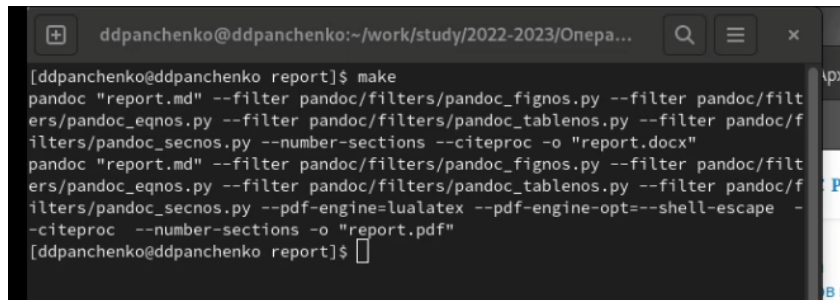 ddpanchenko@ddpanchenko:~/work/study/2022-2023/Опера...
[ddpanchenko@ddpanchenko report]$ make
pandoc "report.md" --filter pandoc/filters/pandoc_fignos.py --filter pandoc/filt
ers/pandoc_eqnos.py --filter pandoc/filters/pandoc_tablenos.py --filter pandoc/f
ilters/pandoc_secnos.py --number-sections --citeproc -o "report.docx"
pandoc "report.md" --filter pandoc/filters/pandoc_fignos.py --filter pandoc/filt
ers/pandoc_eqnos.py --filter pandoc/filters/pandoc_tablenos.py --filter pandoc/f
ilters/pandoc_secnos.py --pdf-engine=lualatex --pdf-engine-opt=--shell-escape  -
-citeproc  --number-sections -o "report.pdf"
[ddpanchenko@ddpanchenko report]$